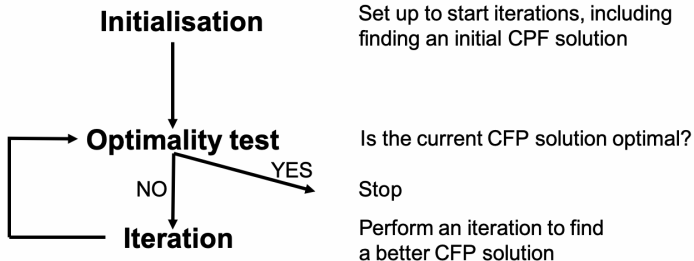 Initialisation
Set up to start iterations, including
finding an initial CPF solution
Optimality test
Is the current CFP solution optimal?
YES
NO
Stop
Iteration
Perform an iteration to find
a better CFP solution